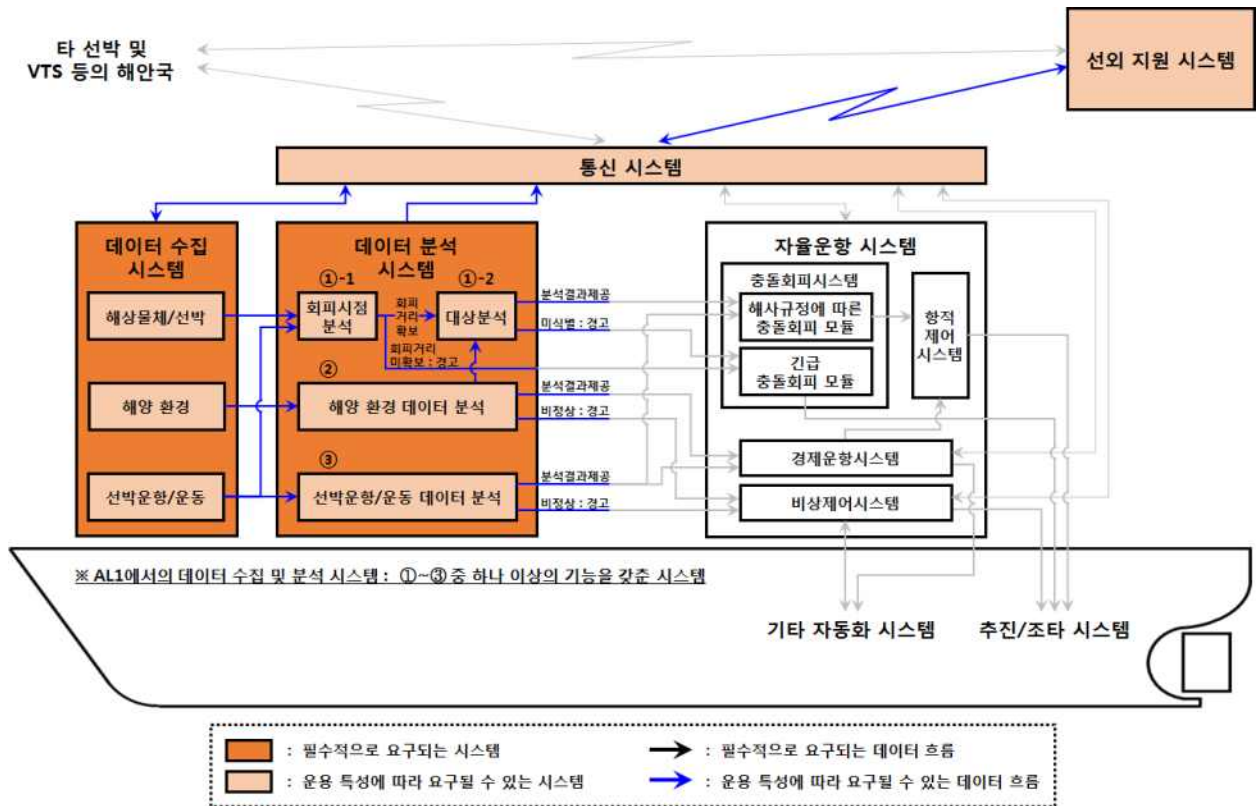 타 선박 및
VTS 등의 해안국
선외 지원 시스템
통신 시스템
데이터 수집
시스템
해상물체/선박
해양 환경
선박운항/운동
데이터 분석
시스템
①-1
①-2
회피시점
분석
회피
거리
확보
대상분석
회피거리
미확보 : 경고
②
해양 환경 데이터 분석
③
선박운항/운동 데이터 분석
분석결과제공
미식별 : 경고
분석결과제공
비정상 : 경고
분석결과제공
비정상 : 경고
자율운항 시스템
충돌회피시스템
해사규정에 따른
충돌회피 모듈
긴급
충돌회피 모듈
항적
제어
시스템
경제운항시스템
비상제어시스템
※ AL1에서의 데이터 수집 및 분석 시스템 : ①~③ 중 하나 이상의 기능을 갖춘 시스템
기타 자동화 시스템
추진/조타 시스템
: 필수적으로 요구되는 시스템
: 필수적으로 요구되는 데이터 흐름
: 운용 특성에 따라 요구될 수 있는 시스템
: 운용 특성에 따라 요구될 수 있는 데이터 흐름